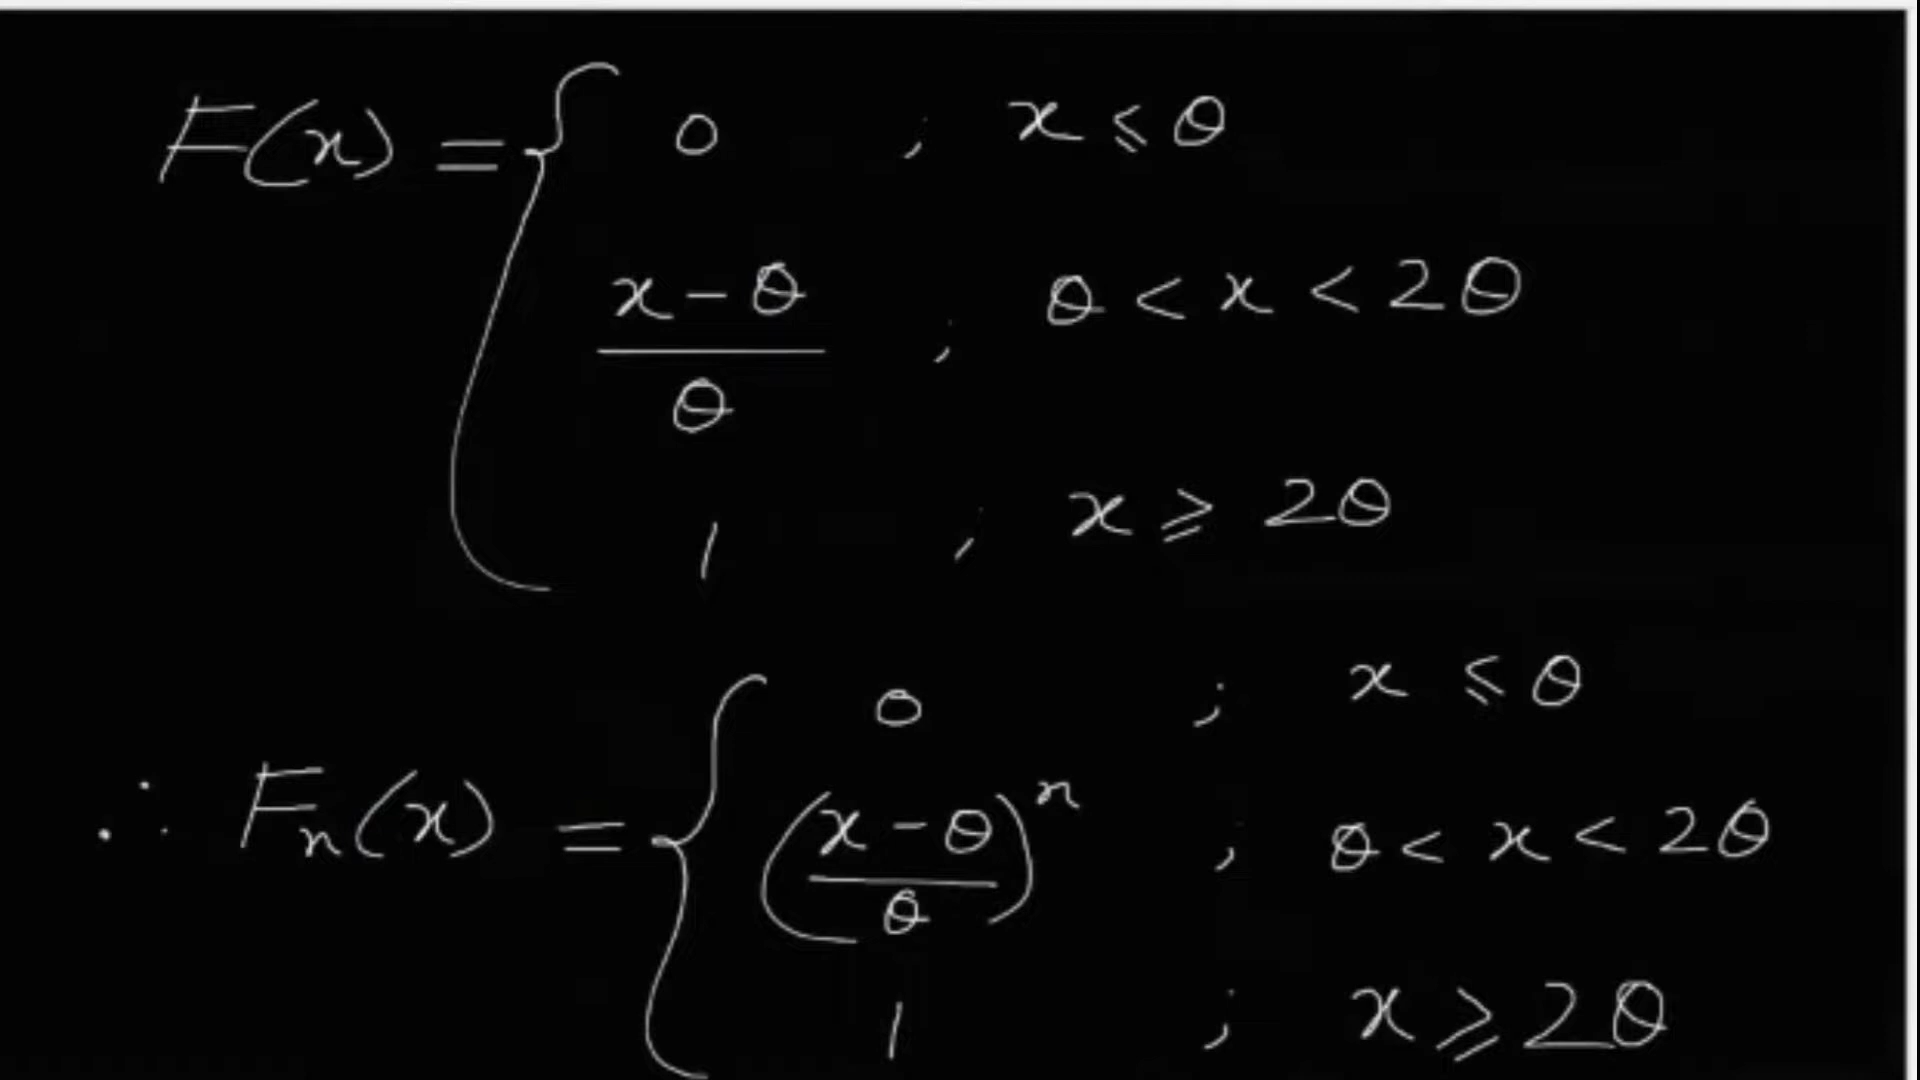 F(x) = { 0 ; x ⩽ θ
x - θ / θ ; θ < x < 2θ
1 ; x ⩾ 2θ
∴ Fₙ(x) = { 0 ; x ⩽ θ
(x - θ / θ)ⁿ ; θ < x < 2θ
1 ; x ⩾ 2θ